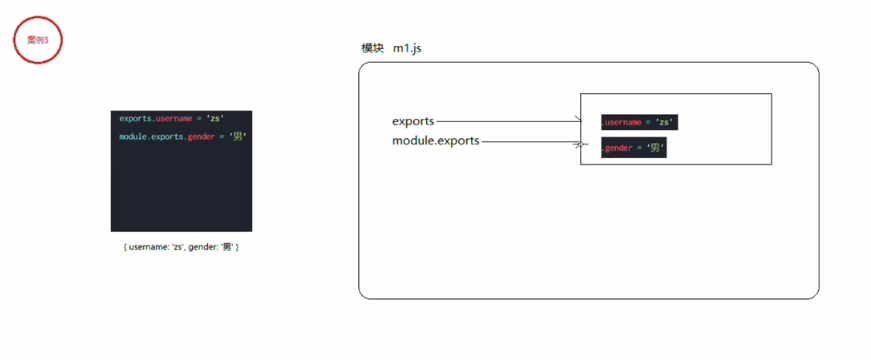 案例3
模块 m1.js
exports.username = 'zs'
module.exports.gender = '男'
{ username: 'zs', gender: '男' }
exports
module.exports
.username = 'zs'
.gender = '男'